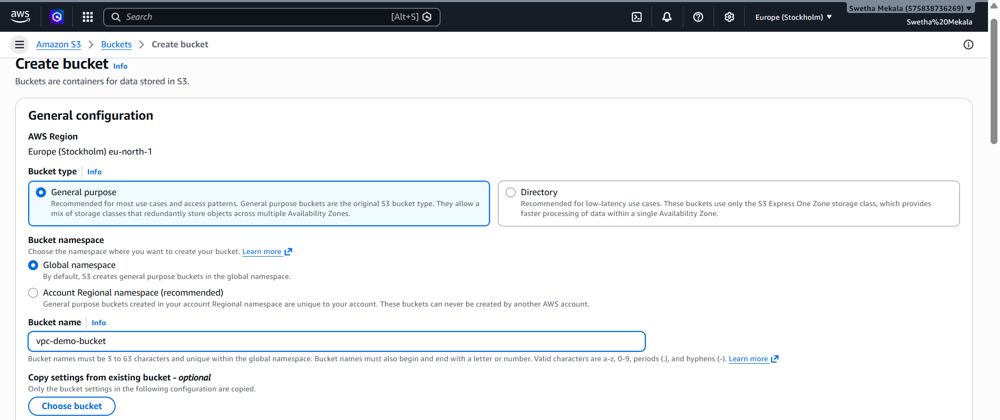 aws
Search [Alt+S]
Europe (Stockholm) ▼
Swetha Mekala (575838736269) ▼
Swetha%20Mekala
Amazon S3 > Buckets > Create bucket
Create bucket Info
Buckets are containers for data stored in S3.
General configuration
AWS Region
Europe (Stockholm) eu-north-1
Bucket type Info
General purpose
Recommended for most use cases and access patterns. General purpose buckets are the original S3 bucket type. They allow a
mix of storage classes that redundantly store objects across multiple Availability Zones.
Directory
Recommended for low-latency use cases. These buckets use only the S3 Express One Zone storage class, which provides
faster processing of data within a single Availability Zone.
Bucket namespace
Choose the namespace where you want to create your bucket. Learn more
Global namespace
By default, S3 creates general purpose buckets in the global namespace.
Account Regional namespace (recommended)
General purpose buckets created in your account Regional namespace are unique to your account. These buckets can never be created by another AWS account.
Bucket name Info
vpc-demo-bucket
Bucket names must be 3 to 63 characters and unique within the global namespace. Bucket names must also begin and end with a letter or number. Valid characters are a-z, 0-9, periods (.), and hyphens (-). Learn more
Copy settings from existing bucket - optional
Only the bucket settings in the following configuration are copied.
Choose bucket